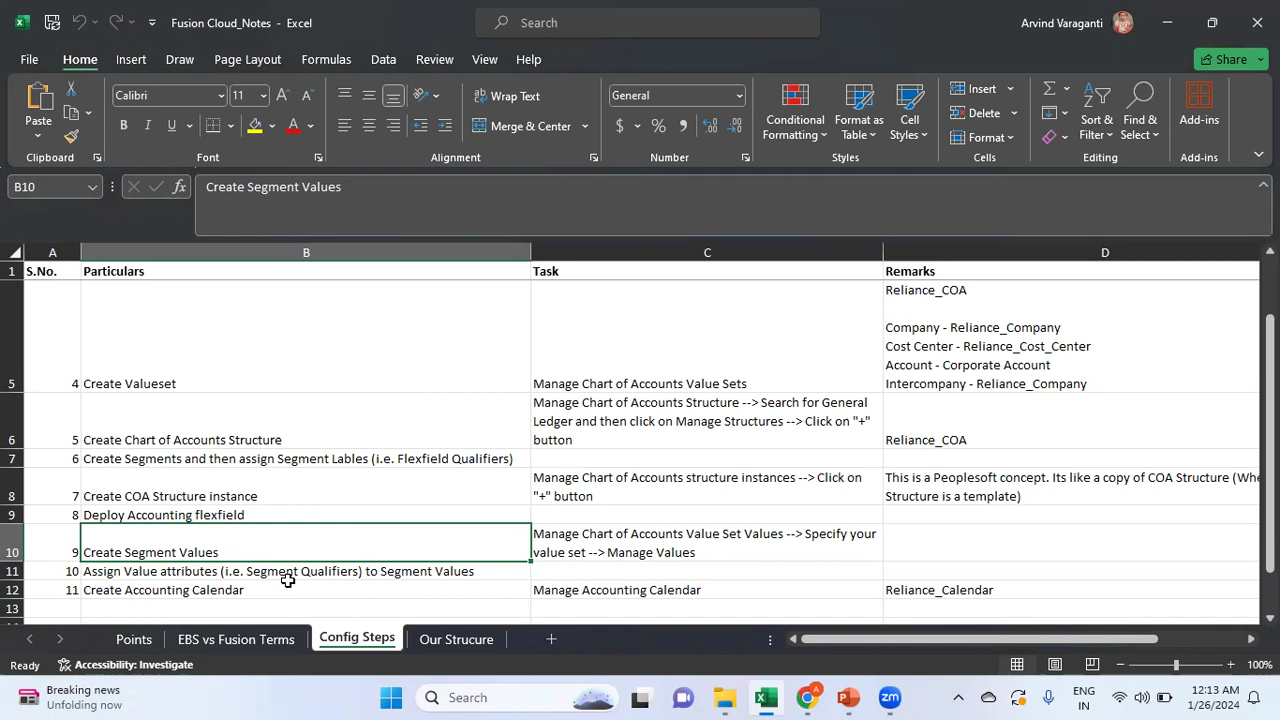 Fusion Cloud_Notes - Excel
Search
Arvind Varaganti
File Home Insert Draw Page Layout Formulas Data Review View Help
Share
Paste
Calibri 11
B I U
Wrap Text
Merge & Center
General
$ % 9
Conditional Formatting
Format as Table
Cell Styles
Insert
Delete
Format
Sort & Filter
Find & Select
Add-ins
Clipboard Font Alignment Number Styles Cells Editing Add-ins
B10 fx Create Segment Values
A B C D
1 S.No. Particulars Task Remarks
Reliance_COA
Company - Reliance_Company
Cost Center - Reliance_Cost_Center
Account - Corporate Account
5 4 Create Valueset Manage Chart of Accounts Value Sets Intercompany - Reliance_Company
Manage Chart of Accounts Structure --> Search for General
Ledger and then click on Manage Structures --> Click on "+"
6 5 Create Chart of Accounts Structure button Reliance_COA
7 6 Create Segments and then assign Segment Lables (i.e. Flexfield Qualifiers)
Manage Chart of Accounts structure instances --> Click on This is a Peoplesoft concept. Its like a copy of COA Structure (Whe
8 7 Create COA Structure instance "+" button Structure is a template)
9 8 Deploy Accounting flexfield
Manage Chart of Accounts Value Set Values --> Specify your
10 9 Create Segment Values value set --> Manage Values
11 10 Assign Value attributes (i.e. Segment Qualifiers) to Segment Values
12 11 Create Accounting Calendar Manage Accounting Calendar Reliance_Calendar
13
Points EBS vs Fusion Terms Config Steps Our Strucure
Ready Accessibility: Investigate 100%
Breaking news
Unfolding now
Search
zm
ENG
IN
12:13 AM
1/26/2024